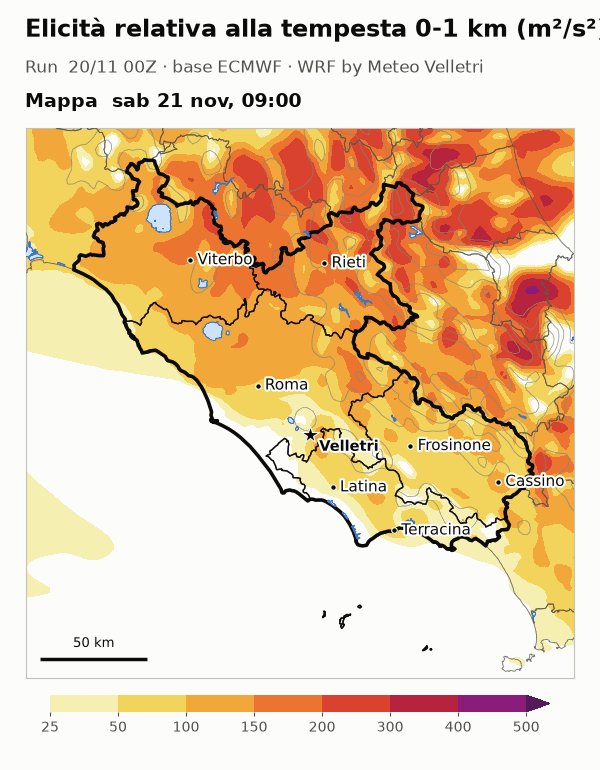 Elicità relativa alla tempesta 0-1 km (m²/s²)
Run  20/11 00Z · base ECMWF · WRF by Meteo Velletri
Mappa  sab 21 nov, 09:00
Viterbo
Rieti
Roma
Velletri
Frosinone
Latina
Cassino
Terracina
50 km
25 50 100 150 200 300 400 500